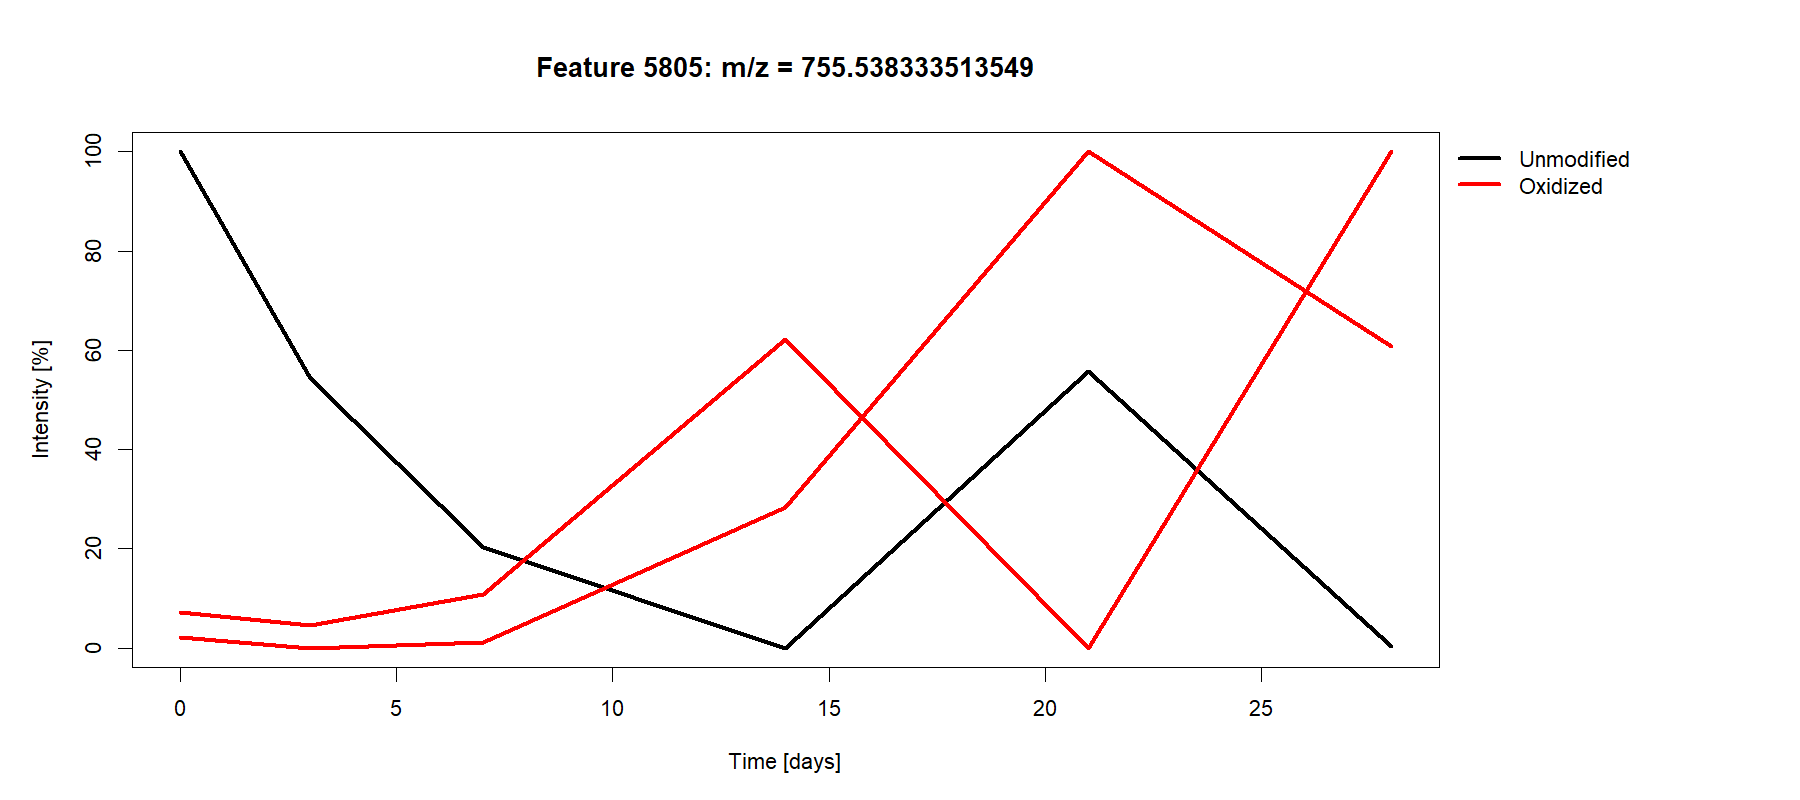 Feature 5805: m/z = 755.538333513549
Unmodified
Oxidized
Intensity [%]
100
80
60
40
20
0
0 5 10 15 20 25
Time [days]